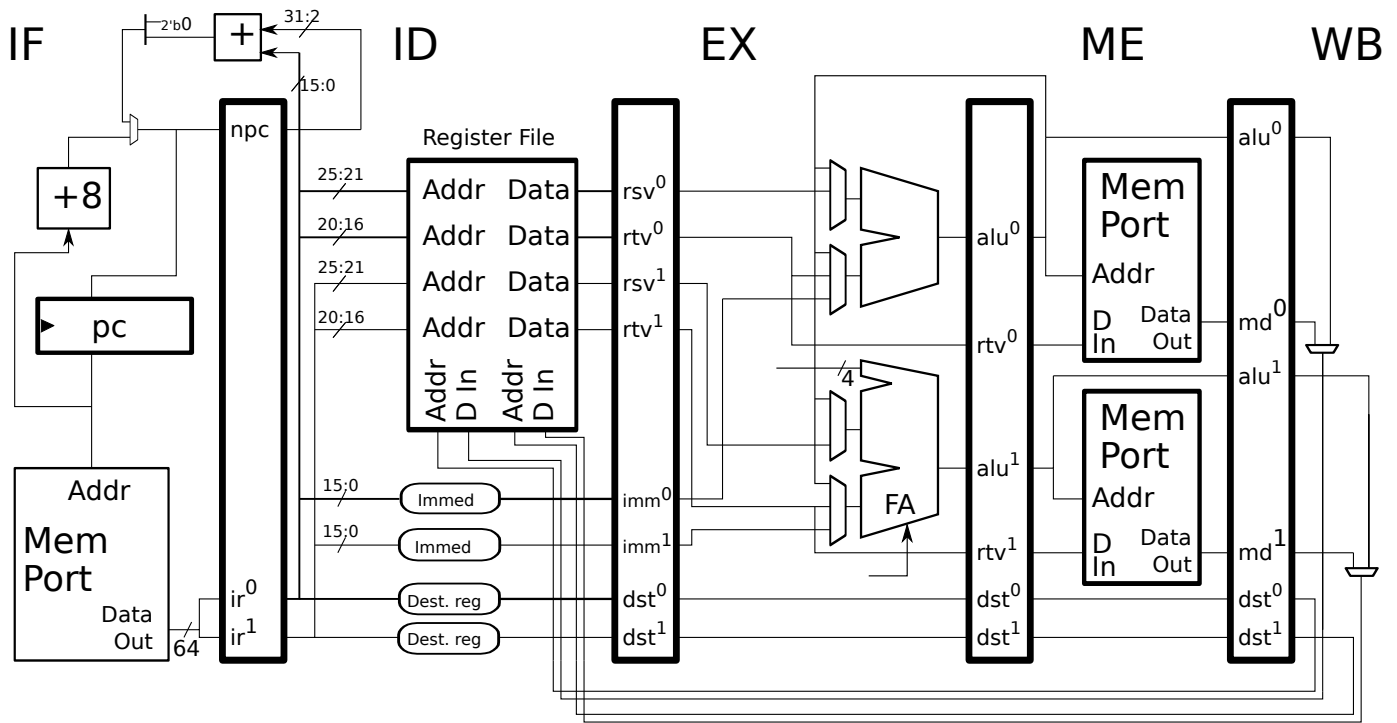 IF
ID
EX
ME
WB
2'b0
+
31:2
15:0
+8
pc
Addr
Mem
Port
Data
Out
64
npc
ir0
ir1
Register File
25:21
Addr Data
20:16
Addr Data
25:21
Addr Data
20:16
Addr Data
Addr
D In
Addr
D In
15:0
Immed
15:0
Immed
Dest. reg
Dest. reg
rsv0
rtv0
rsv1
rtv1
imm0
imm1
dst0
dst1
4
FA
alu0
rtv0
alu1
rtv1
dst0
dst1
Mem
Port
Addr
D
In
Data
Out
Mem
Port
Addr
D
In
Data
Out
alu0
md0
alu1
md1
dst0
dst1